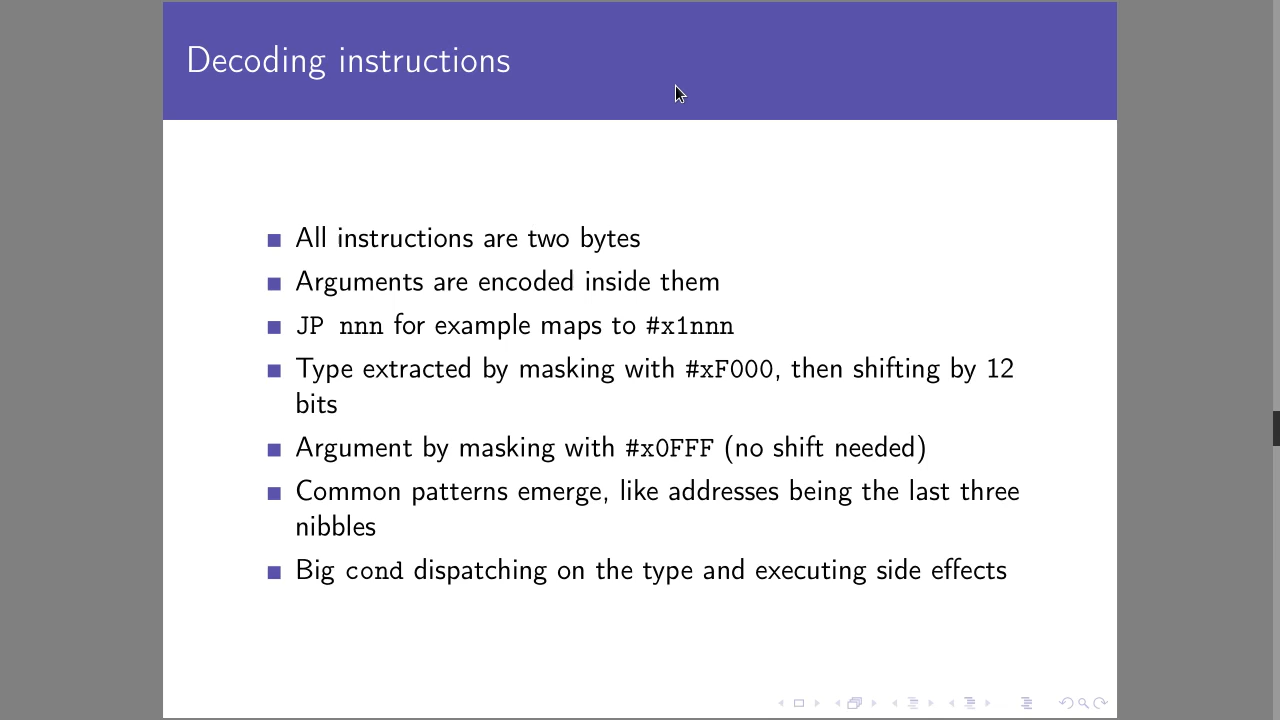 Decoding instructions
All instructions are two bytes
Arguments are encoded inside them
JP nnn for example maps to #x1nnn
Type extracted by masking with #xF000, then shifting by 12
bits
Argument by masking with #x0FFF (no shift needed)
Common patterns emerge, like addresses being the last three
nibbles
Big cond dispatching on the type and executing side effects